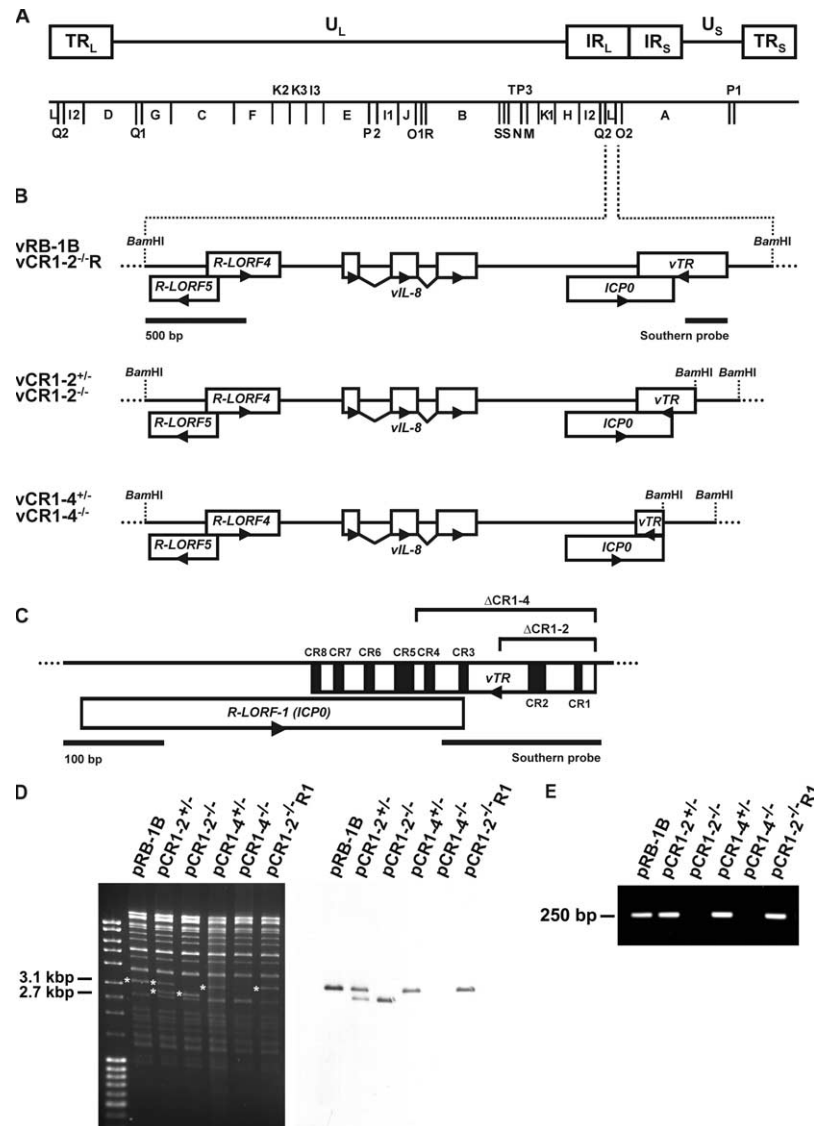 A
TRL UL IRL IRS US TRS
K2 K3 I3 TP3 P1
L I2 D G C F E I1 J B K1 H I2 L A
Q2 Q1 P2 O1R SSNM Q2 O2
B
vRB-1B
vCR1-2-/-R
BamHI BamHI
R-LORF4 vTR
R-LORF5 vIL-8 ICP0
500 bp Southern probe
vCR1-2+/-
vCR1-2-/-
BamHI BamHI BamHI
R-LORF4 vTR
R-LORF5 vIL-8 ICP0
vCR1-4+/-
vCR1-4-/-
BamHI BamHI BamHI
R-LORF4 vTR
R-LORF5 vIL-8 ICP0
C
ΔCR1-4
ΔCR1-2
CR8 CR7 CR6 CR5 CR4 CR3
vTR
CR2 CR1
R-LORF-1 (ICP0)
100 bp Southern probe
D
pRB-1B pCR1-2+/- pCR1-2-/- pCR1-4+/- pCR1-4-/- pCR1-2-/-R1
pRB-1B pCR1-2+/- pCR1-2-/- pCR1-4+/- pCR1-4-/- pCR1-2-/-R1
3.1 kbp
2.7 kbp
* * * * * *
E
pRB-1B pCR1-2+/- pCR1-2-/- pCR1-4+/- pCR1-4-/- pCR1-2-/-R1
250 bp